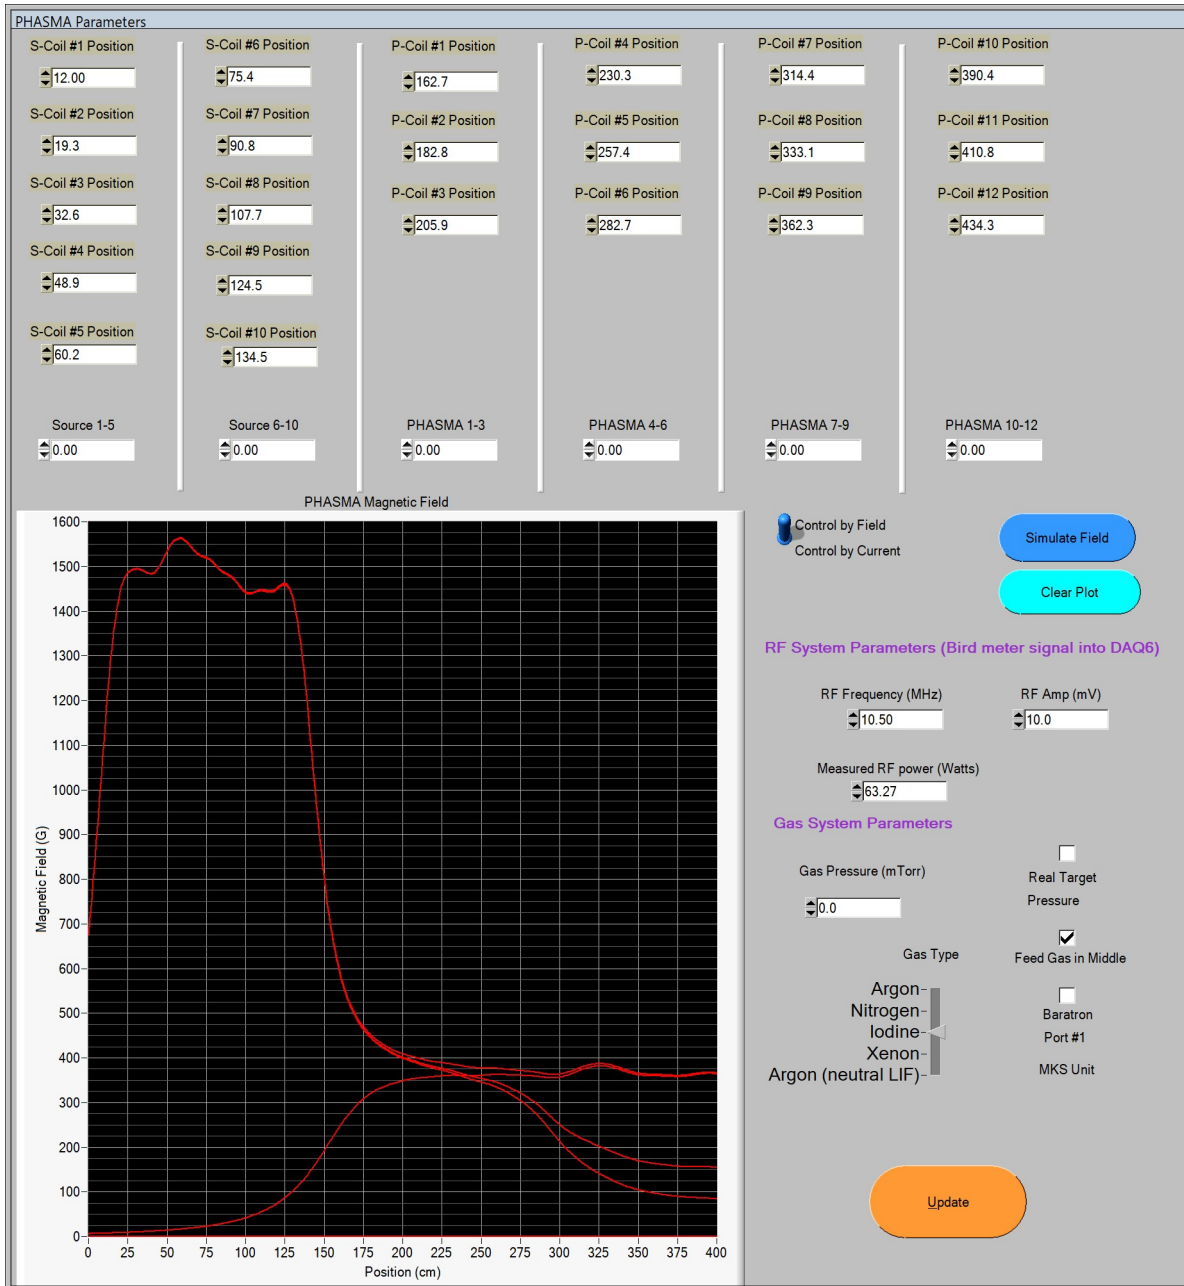 PHASMA Parameters
S-Coil #1 Position
12.00
S-Coil #2 Position
19.3
S-Coil #3 Position
32.6
S-Coil #4 Position
48.9
S-Coil #5 Position
60.2
Source 1-5
0.00
S-Coil #6 Position
75.4
S-Coil #7 Position
90.8
S-Coil #8 Position
107.7
S-Coil #9 Position
124.5
S-Coil #10 Position
134.5
Source 6-10
0.00
P-Coil #1 Position
162.7
P-Coil #2 Position
182.8
P-Coil #3 Position
205.9
PHASMA 1-3
0.00
P-Coil #4 Position
230.3
P-Coil #5 Position
257.4
P-Coil #6 Position
282.7
PHASMA 4-6
0.00
P-Coil #7 Position
314.4
P-Coil #8 Position
333.1
P-Coil #9 Position
362.3
PHASMA 7-9
0.00
P-Coil #10 Position
390.4
P-Coil #11 Position
410.8
P-Coil #12 Position
434.3
PHASMA 10-12
0.00
PHASMA Magnetic Field
Magnetic Field (G)
1600
1500
1400
1300
1200
1100
1000
900
800
700
600
500
400
300
200
100
0
0 25 50 75 100 125 150 175 200 225 250 275 300 325 350 375 400
Position (cm)
Control by Field
Control by Current
Simulate Field
Clear Plot
RF System Parameters (Bird meter signal into DAQ6)
RF Frequency (MHz)
10.50
RF Amp (mV)
10.0
Measured RF power (Watts)
63.27
Gas System Parameters
Gas Pressure (mTorr)
0.0
Real Target
Pressure
Feed Gas in Middle
Baratron
Port #1
MKS Unit
Gas Type
Argon
Nitrogen
Iodine
Xenon
Argon (neutral LIF)
Update